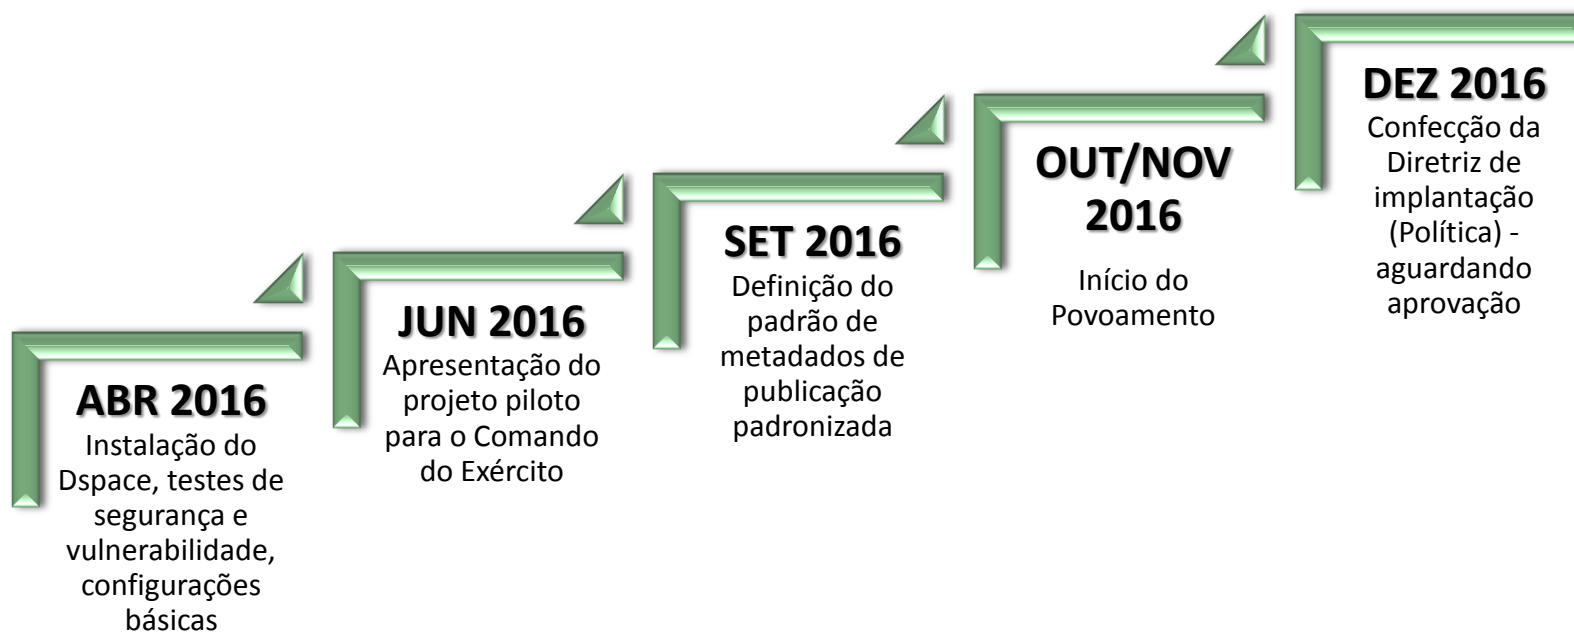 ABR 2016
Instalação do
Dspace, testes de
segurança e
vulnerabilidade,
configurações
básicas
JUN 2016
Apresentação do
projeto piloto
para o Comando
do Exército
SET 2016
Definição do
padrão de
metadados de
publicação
padronizada
OUT/NOV
2016
Início do
Povoamento
DEZ 2016
Confecção da
Diretriz de
implantação
(Política) -
aguardando
aprovação